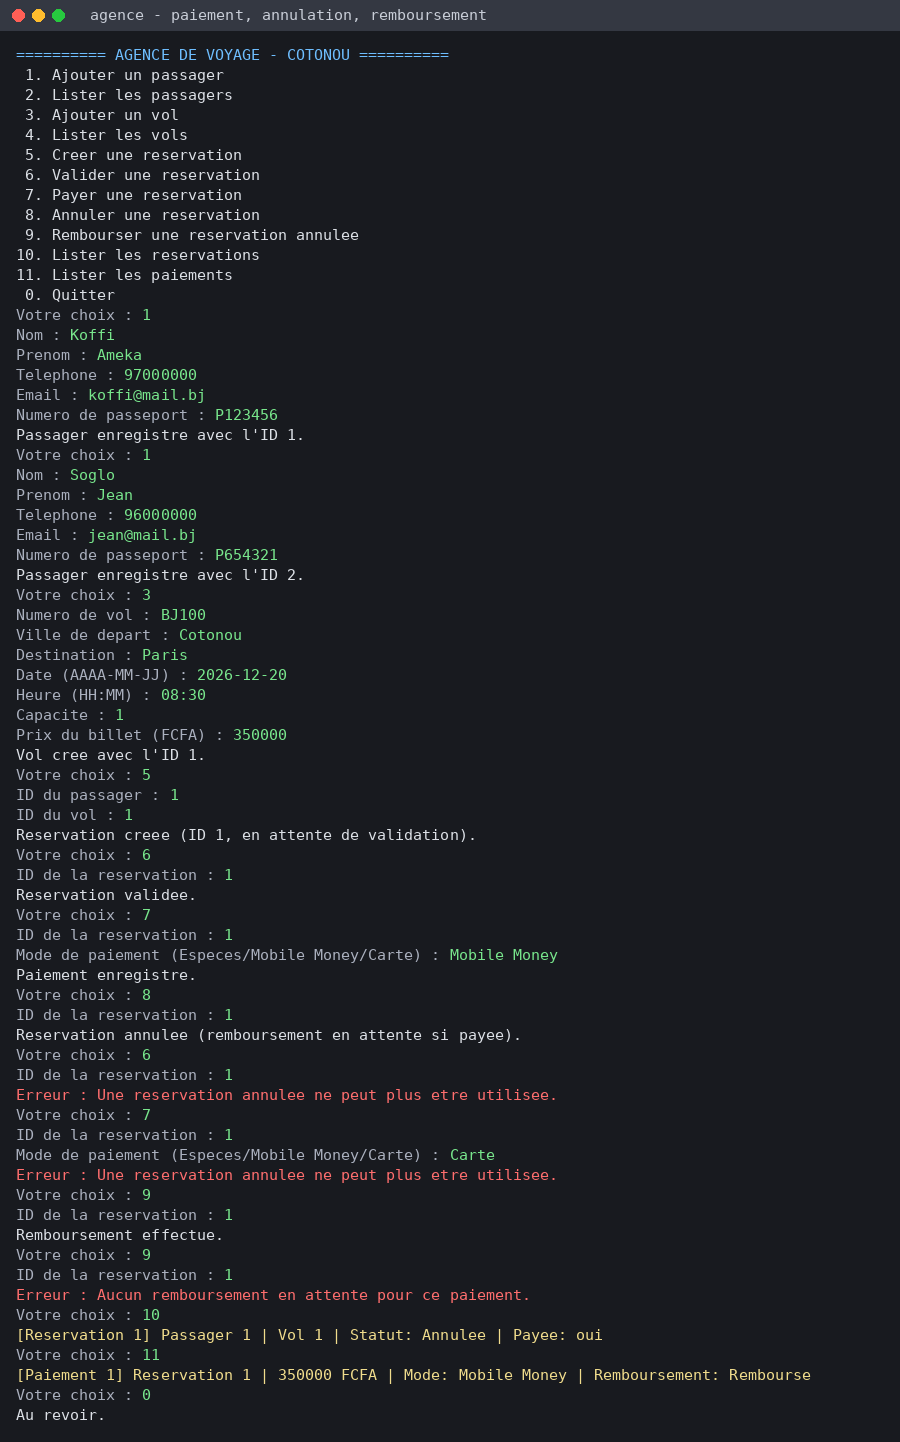 agence - paiement, annulation, remboursement
========== AGENCE DE VOYAGE - COTONOU ==========
1. Ajouter un passager
2. Lister les passagers
3. Ajouter un vol
4. Lister les vols
5. Creer une reservation
6. Valider une reservation
7. Payer une reservation
8. Annuler une reservation
9. Rembourser une reservation annulee
10. Lister les reservations
11. Lister les paiements
0. Quitter
Votre choix : 1
Nom : Koffi
Prenom : Ameka
Telephone : 97000000
Email : koffi@mail.bj
Numero de passeport : P123456
Passager enregistre avec l'ID 1.
Votre choix : 1
Nom : Soglo
Prenom : Jean
Telephone : 96000000
Email : jean@mail.bj
Numero de passeport : P654321
Passager enregistre avec l'ID 2.
Votre choix : 3
Numero de vol : BJ100
Ville de depart : Cotonou
Destination : Paris
Date (AAAA-MM-JJ) : 2026-12-20
Heure (HH:MM) : 08:30
Capacite : 1
Prix du billet (FCFA) : 350000
Vol cree avec l'ID 1.
Votre choix : 5
ID du passager : 1
ID du vol : 1
Reservation creee (ID 1, en attente de validation).
Votre choix : 6
ID de la reservation : 1
Reservation validee.
Votre choix : 7
ID de la reservation : 1
Mode de paiement (Especes/Mobile Money/Carte) : Mobile Money
Paiement enregistre.
Votre choix : 8
ID de la reservation : 1
Reservation annulee (remboursement en attente si payee).
Votre choix : 6
ID de la reservation : 1
Erreur : Une reservation annulee ne peut plus etre utilisee.
Votre choix : 7
ID de la reservation : 1
Mode de paiement (Especes/Mobile Money/Carte) : Carte
Erreur : Une reservation annulee ne peut plus etre utilisee.
Votre choix : 9
ID de la reservation : 1
Remboursement effectue.
Votre choix : 9
ID de la reservation : 1
Erreur : Aucun remboursement en attente pour ce paiement.
Votre choix : 10
[Reservation 1] Passager 1 | Vol 1 | Statut: Annulee | Payee: oui
Votre choix : 11
[Paiement 1] Reservation 1 | 350000 FCFA | Mode: Mobile Money | Remboursement: Rembourse
Votre choix : 0
Au revoir.